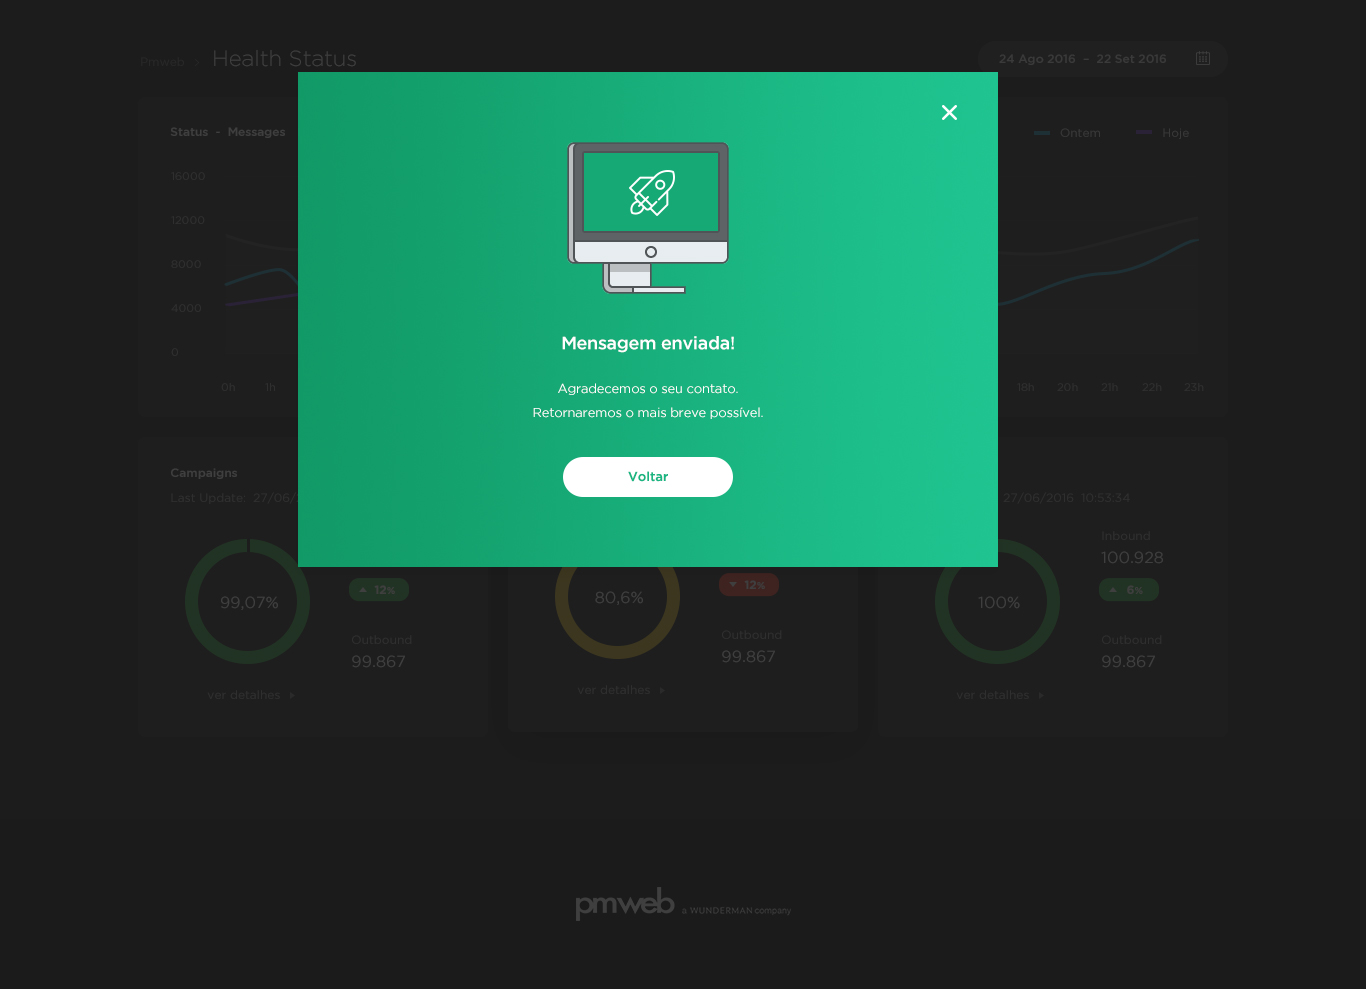 Pmweb > Health Status
24 Ago 2016 – 22 Set 2016
Status - Messages
Ontem
Hoje
16000
12000
8000
4000
0
0h 1h
18h 20h 21h 22h 23h
Mensagem enviada!
Agradecemos o seu contato.
Retornaremos o mais breve possível.
Voltar
Campaigns
Last Update: 27/06/
27/06/2016 10:53:34
99,07%
12%
Outbound
99.867
ver detalhes
80,6%
12%
Outbound
99.867
ver detalhes
100%
Inbound
100.928
6%
Outbound
99.867
ver detalhes
pmweb a WUNDERMAN company